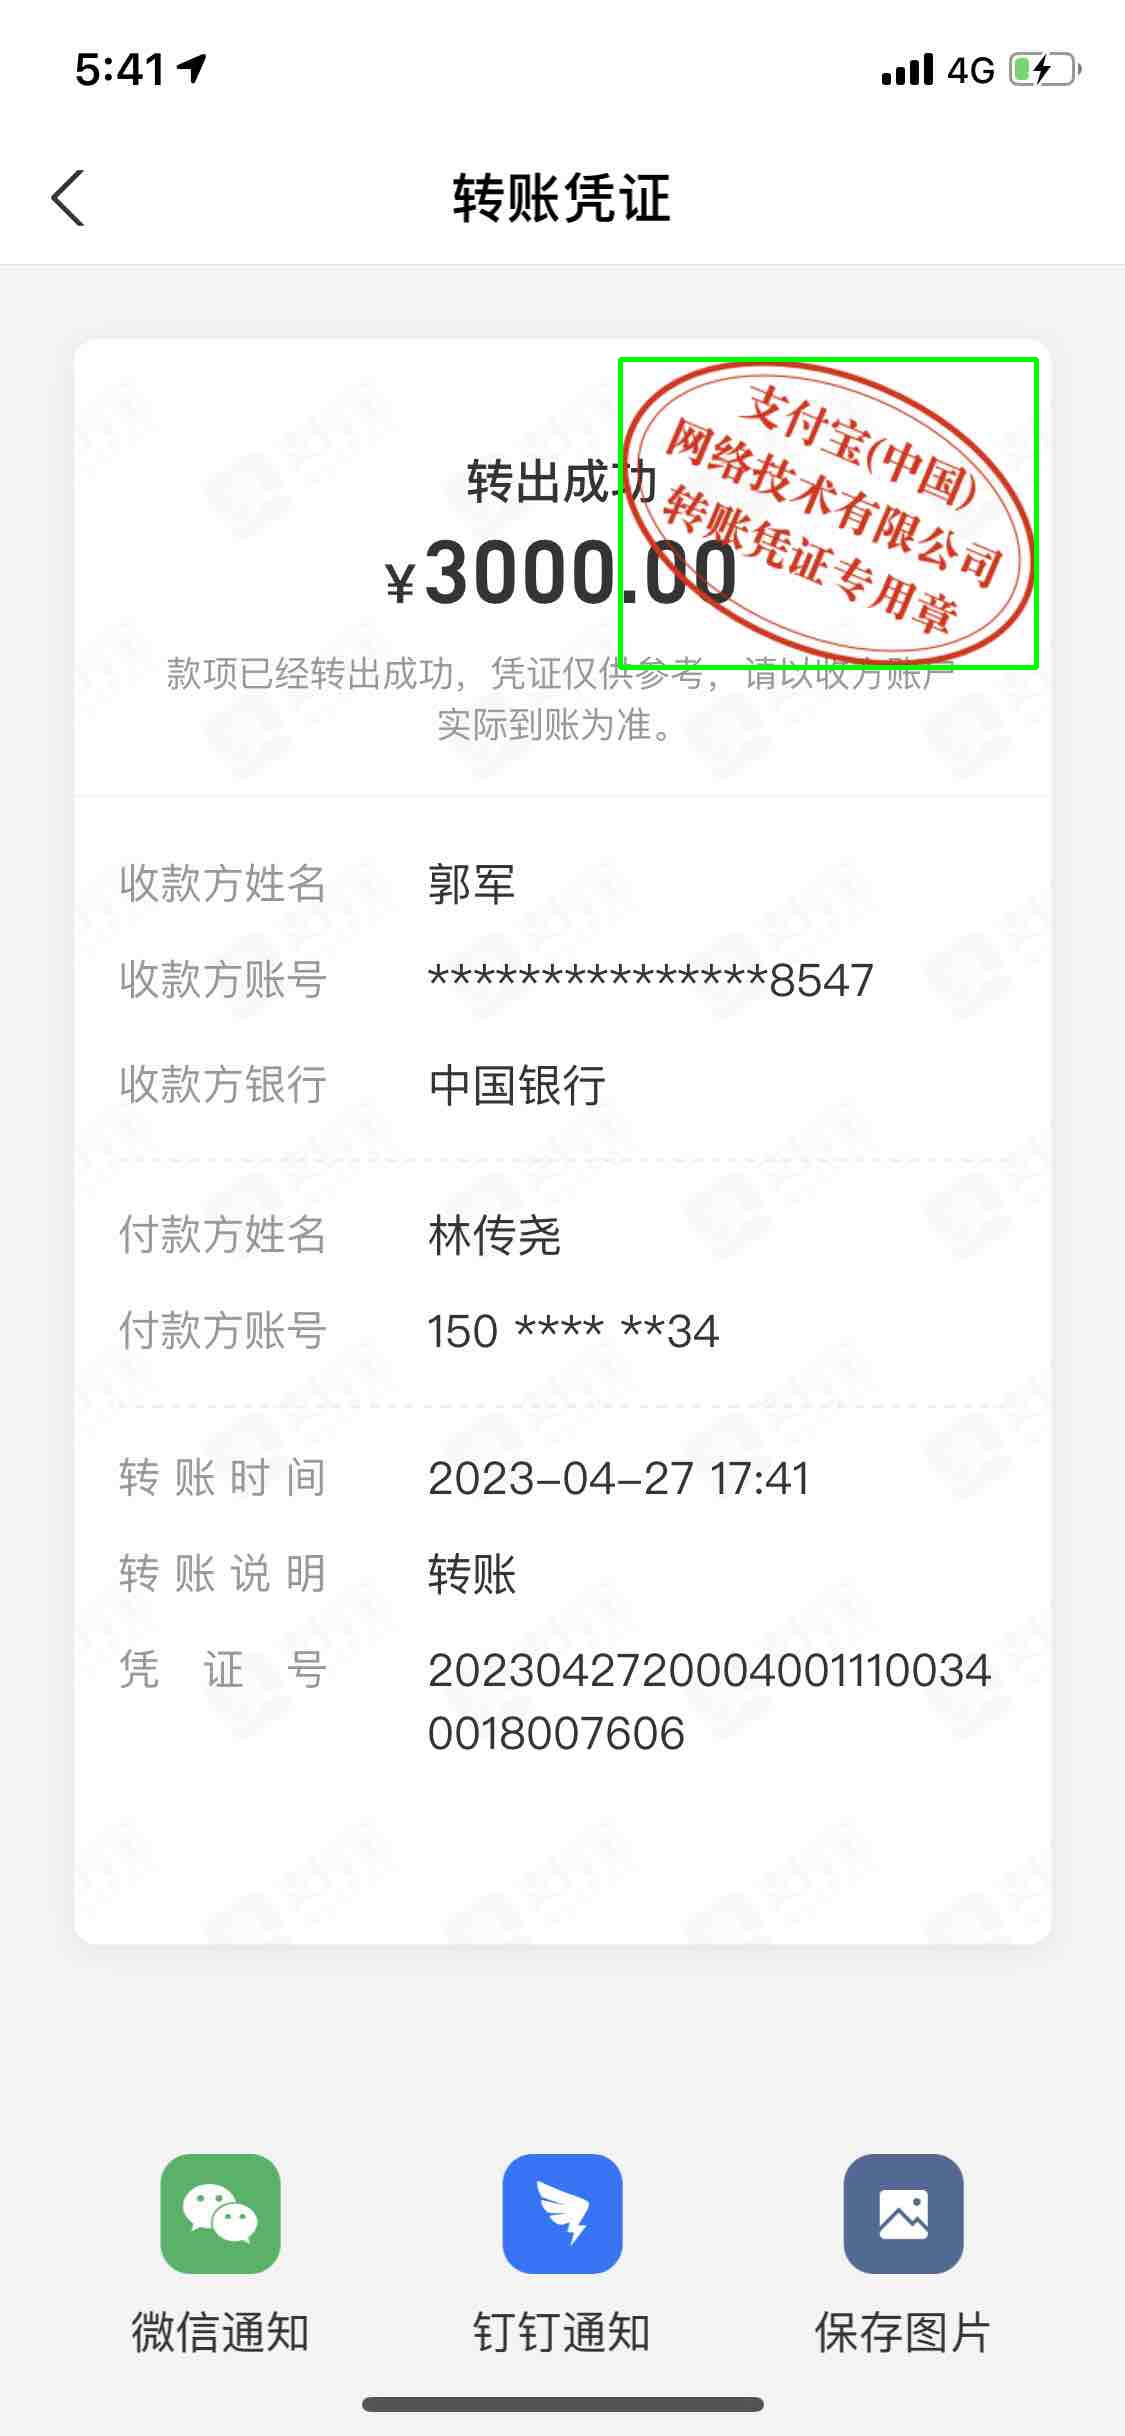 5:41
4G
转账凭证
支付宝(中国)
网络技术有限公司
转账凭证专用章
转出成功
¥3000.00
款项已经转出成功，凭证仅供参考，请以收方账户
实际到账为准。
收款方姓名 郭军
收款方账号 ***************8547
收款方银行 中国银行
付款方姓名 林传尧
付款方账号 150 **** **34
转账时间 2023-04-27 17:41
转账说明 转账
凭证号 2023042720004001110034
0018007606
微信通知 钉钉通知 保存图片